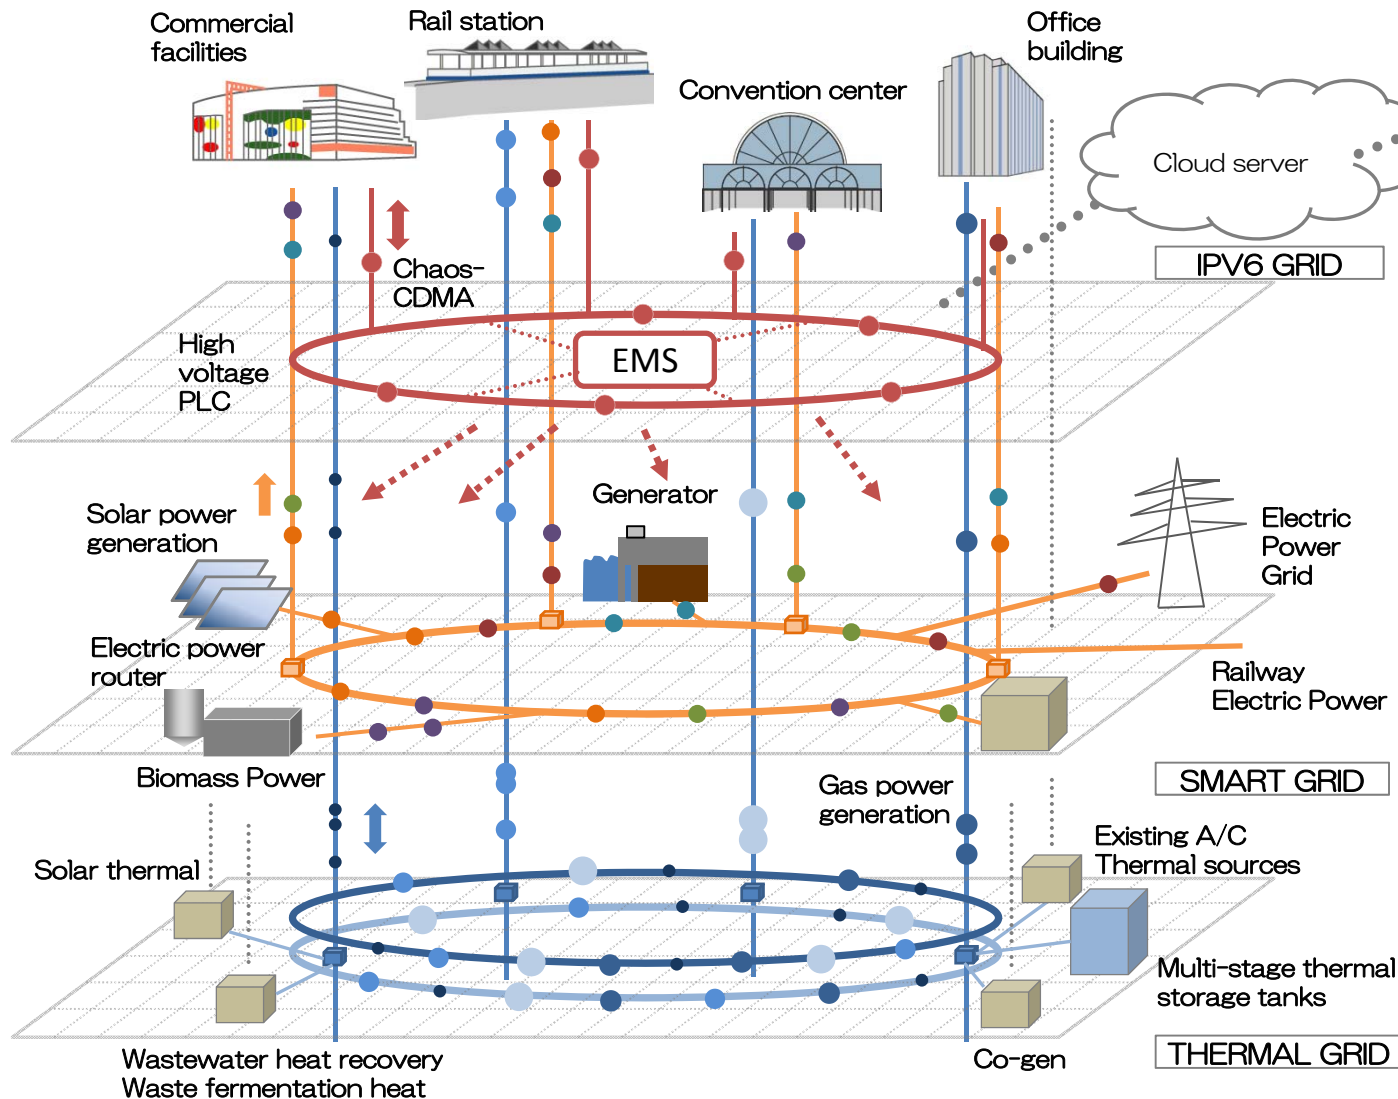 Commercial
facilities
Rail station
Convention center
Office
building
Cloud server
IPV6 GRID
Chaos-
CDMA
High
voltage
PLC
EMS
Solar power
generation
Generator
Electric
Power
Grid
Electric power
router
Railway
Electric Power
Biomass Power
Gas power
generation
SMART GRID
Solar thermal
Existing A/C
Thermal sources
Multi-stage thermal
storage tanks
Wastewater heat recovery
Waste fermentation heat
Co-gen
THERMAL GRID